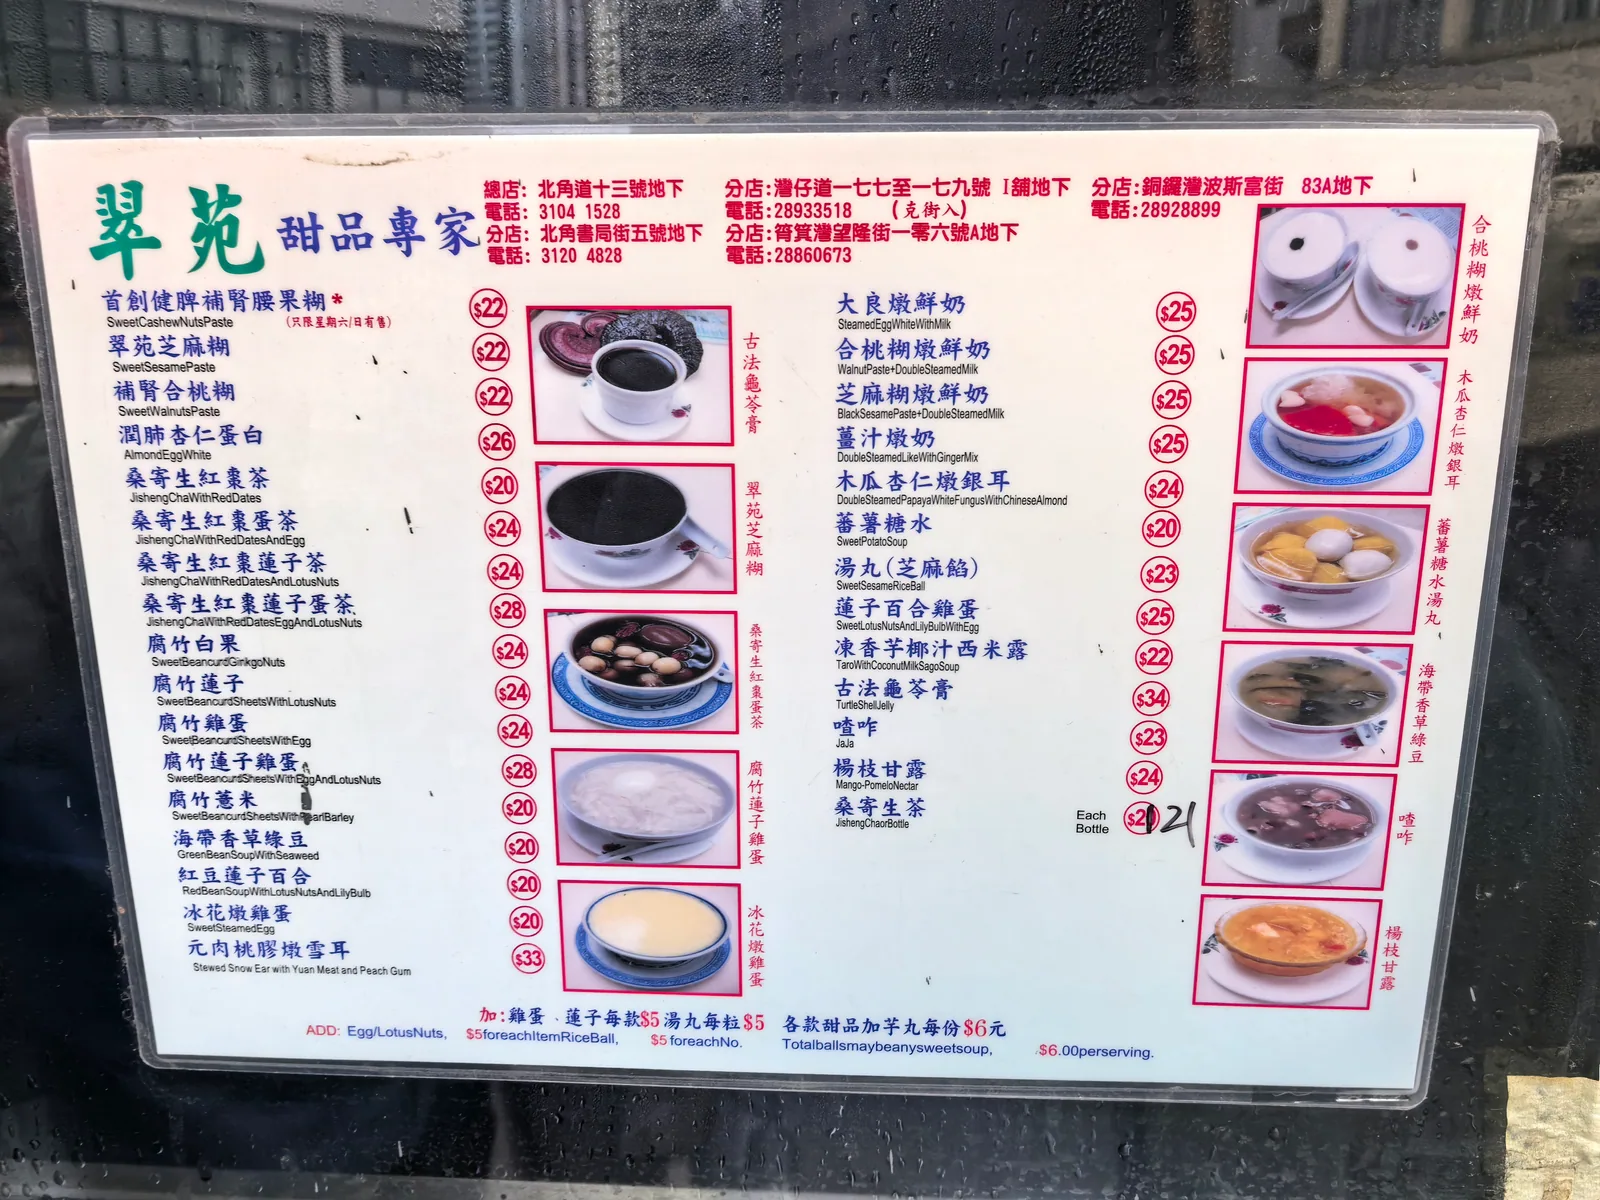 翠苑 甜品專家
總店: 北角道十三號地下
電話: 3104 1528
分店: 北角書局街五號地下
電話: 3120 4828
分店:灣仔道一七七至一七九號 I舖地下
電話:28933518 (克街入)
分店:筲箕灣望隆街一零六號A地下
電話:28860673
分店:銅鑼灣波斯富街 83A地下
電話:28928899
首創健脾補腎腰果糊* $22
SweetCashewNutsPaste (只限星期六/日有售)
翠苑芝麻糊 $22
SweetSesamePaste
補腎合桃糊 $22
SweetWalnutsPaste
潤肺杏仁蛋白 $26
AlmondEggWhite
桑寄生紅棗茶 $20
JishengChaWithRedDates
桑寄生紅棗蛋茶 $24
JishengChaWithRedDatesAndEgg
桑寄生紅棗蓮子茶 $24
JishengChaWithRedDatesAndLotusNuts
桑寄生紅棗蓮子蛋茶 $28
JishengChaWithRedDatesEggAndLotusNuts
腐竹白果 $24
SweetBeancurdGinkgoNuts
腐竹蓮子 $24
SweetBeancurdSheetsWithLotusNuts
腐竹雞蛋 $24
SweetBeancurdSheetsWithEgg
腐竹蓮子雞蛋 $28
SweetBeancurdSheetsWithEggAndLotusNuts
腐竹薏米 $20
SweetBeancurdSheetsWithPearlBarley
海帶香草綠豆 $20
GreenBeanSoupWithSeaweed
紅豆蓮子百合 $20
RedBeanSoupWithLotusNutsAndLilyBulb
冰花燉雞蛋 $20
SweetSteamedEgg
元肉桃膠燉雪耳 $33
Stewed Snow Ear with Yuan Meat and Peach Gum
古法龜苓膏
翠苑芝麻糊
桑寄生紅棗蛋茶
腐竹蓮子雞蛋
冰花燉雞蛋
大良燉鮮奶 $25
SteamedEggWhiteWithMilk
合桃糊燉鮮奶 $25
WalnutPaste+DoubleSteamedMilk
芝麻糊燉鮮奶 $25
BlackSesamePaste+DoubleSteamedMilk
薑汁燉奶 $25
DoubleSteamedLikeWithGingerMix
木瓜杏仁燉銀耳 $24
DoubleSteamedPapayaWhiteFungusWithChineseAlmond
蕃薯糖水 $20
SweetPotatoSoup
湯丸(芝麻餡) $23
SweetSesameRiceBall
蓮子百合雞蛋 $25
SweetLotusNutsAndLilyBulbWithEgg
凍香芋椰汁西米露 $22
TaroWithCoconutMilkSagoSoup
古法龜苓膏 $34
TurtleShellJelly
喳咋 $23
JaJa
楊枝甘露 $24
Mango-PomeloNectar
桑寄生茶 Each Bottle 21
JishengChaorBottle
合桃糊燉鮮奶
木瓜杏仁燉銀耳
蕃薯糖水湯丸
海帶香草綠豆
喳咋
楊枝甘露
加:雞蛋、蓮子每款$5 湯丸每粒$5 各款甜品加芋丸每份$6元
ADD: Egg/LotusNuts, $5foreachItemRiceBall, $5foreachNo. Totalballsmaybeanysweetsoup, $6.00perserving.